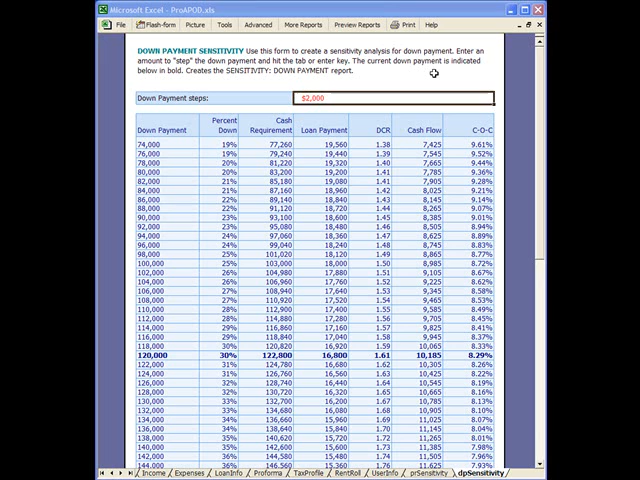 Microsoft Excel - ProAPOD.xls
File Flash-form Picture Tools Advanced More Reports Preview Reports Print Help
DOWN PAYMENT SENSITIVITY Use this form to create a sensitivity analysis for down payment. Enter an
amount to "step" the down payment and hit the tab or enter key. The current down payment is indicated
below in bold. Creates the SENSITIVITY: DOWN PAYMENT report.
Down Payment steps: $2,000
Down Payment Percent Down Cash Requirement Loan Payment DCR Cash Flow C-O-C
74,000 19% 77,260 19,560 1.38 7,425 9.61%
76,000 19% 79,240 19,440 1.39 7,545 9.52%
78,000 20% 81,220 19,320 1.40 7,665 9.44%
80,000 20% 83,200 19,200 1.41 7,785 9.36%
82,000 21% 85,180 19,080 1.41 7,905 9.28%
84,000 21% 87,160 18,960 1.42 8,025 9.21%
86,000 22% 89,140 18,840 1.43 8,145 9.14%
88,000 22% 91,120 18,720 1.44 8,265 9.07%
90,000 23% 93,100 18,600 1.45 8,385 9.01%
92,000 23% 95,080 18,480 1.46 8,505 8.94%
94,000 24% 97,060 18,360 1.47 8,625 8.89%
96,000 24% 99,040 18,240 1.48 8,745 8.83%
98,000 25% 101,020 18,120 1.49 8,865 8.77%
100,000 25% 103,000 18,000 1.50 8,985 8.72%
102,000 26% 104,980 17,880 1.51 9,105 8.67%
104,000 26% 106,960 17,760 1.52 9,225 8.62%
106,000 27% 108,940 17,640 1.53 9,345 8.58%
108,000 27% 110,920 17,520 1.54 9,465 8.53%
110,000 28% 112,900 17,400 1.55 9,585 8.49%
112,000 28% 114,880 17,280 1.56 9,705 8.45%
114,000 29% 116,860 17,160 1.57 9,825 8.41%
116,000 29% 118,840 17,040 1.58 9,945 8.37%
118,000 30% 120,820 16,920 1.59 10,065 8.33%
120,000 30% 122,800 16,800 1.61 10,185 8.29%
122,000 31% 124,780 16,680 1.62 10,305 8.26%
124,000 31% 126,760 16,560 1.63 10,425 8.22%
126,000 32% 128,740 16,440 1.64 10,545 8.19%
128,000 32% 130,720 16,320 1.65 10,665 8.16%
130,000 33% 132,700 16,200 1.67 10,785 8.13%
132,000 33% 134,680 16,080 1.68 10,905 8.10%
134,000 34% 136,660 15,960 1.69 11,025 8.07%
136,000 34% 138,640 15,840 1.70 11,145 8.04%
138,000 35% 140,620 15,720 1.72 11,265 8.01%
140,000 35% 142,600 15,600 1.73 11,385 7.98%
142,000 36% 144,580 15,480 1.74 11,505 7.96%
144,000 36% 146,560 15,360 1.76 11,625 7.93%
Income Expenses LoanInfo Proforma TaxProfile RentRoll UserInfo prSensitivity dpSensitivity